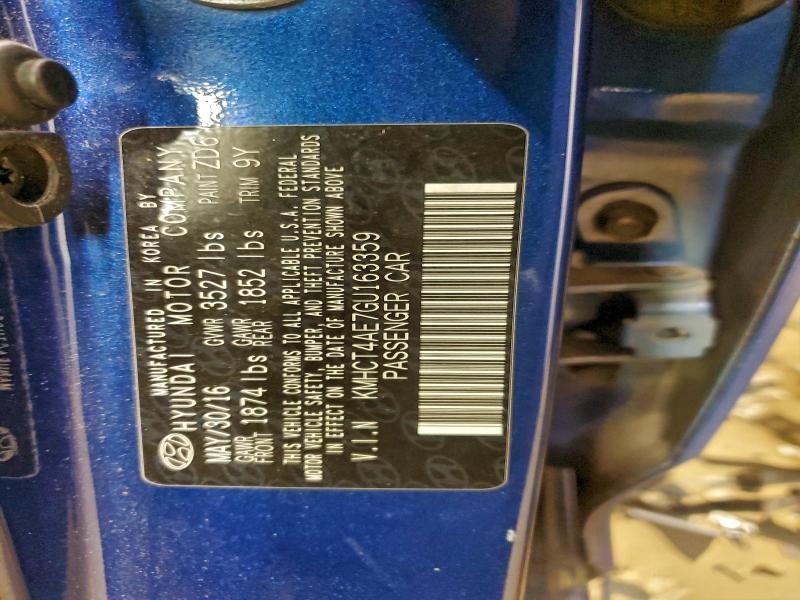 MANUFACTURED IN KOREA BY
HYUNDAI MOTOR COMPANY
MAY/30/16 GVWR 3527 lbs PAINT ZD6
GAWR FRONT 1874 lbs GAWR REAR 1852 lbs TRIM 9Y
THIS VEHICLE CONFORMS TO ALL APPLICABLE U.S.A. FEDERAL
MOTOR VEHICLE SAFETY, BUMPER, AND THEFT PREVENTION STANDARDS
IN EFFECT ON THE DATE OF MANUFACTURE SHOWN ABOVE
V.I.N KMHCT4AE7GU163359
PASSENGER CAR